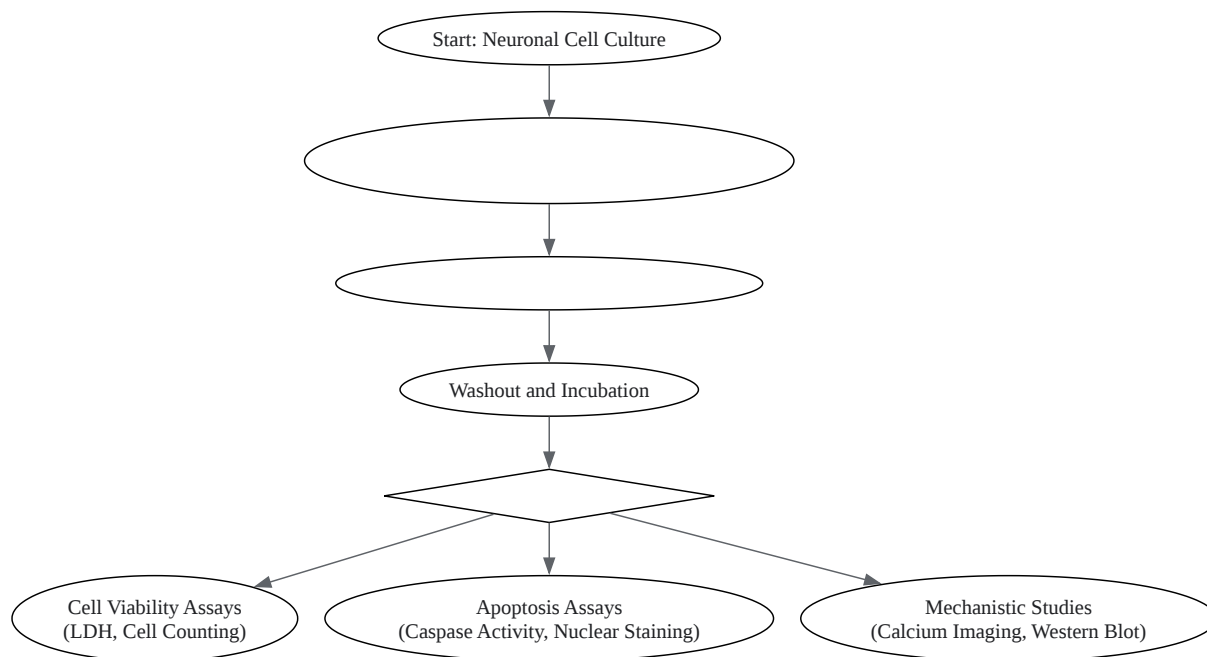 Start: Neuronal Cell Culture
Washout and Incubation
Cell Viability Assays
(LDH, Cell Counting)
Apoptosis Assays
(Caspase Activity, Nuclear Staining)
Mechanistic Studies
(Calcium Imaging, Western Blot)